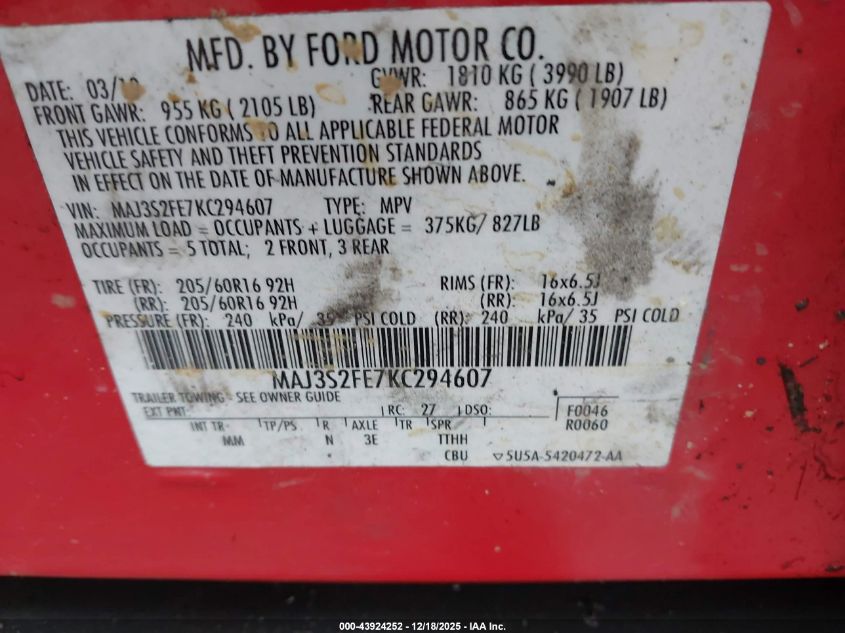 MFD. BY FORD MOTOR CO.
DATE: 03/ GVWR: 1810 KG ( 3990 LB)
FRONT GAWR: 955 KG ( 2105 LB) REAR GAWR: 865 KG ( 1907 LB)
THIS VEHICLE CONFORMS TO ALL APPLICABLE FEDERAL MOTOR
VEHICLE SAFETY AND THEFT PREVENTION STANDARDS
IN EFFECT ON THE DATE OF MANUFACTURE SHOWN ABOVE.
VIN: MAJ3S2FE7KC294607 TYPE: MPV
MAXIMUM LOAD = OCCUPANTS + LUGGAGE = 375KG/ 827LB
OCCUPANTS = 5 TOTAL; 2 FRONT, 3 REAR
TIRE (FR): 205/60R16 92H RIMS (FR): 16x6.5J
(RR): 205/60R16 92H (RR): 16x6.5J
PRESSURE (FR): 240 kPa/ 35 PSI COLD (RR): 240 kPa/ 35 PSI COLD
MAJ3S2FE7KC294607
TRAILER TOWING - SEE OWNER GUIDE
EXT PNT: RC: 27 DSO: F0046
INT TR TP/PS R AXLE TR SPR R0060
MM N 3E TTHH
CBU 5U5A-5420472-AA
000-43924252 - 12/18/2025 - IAA Inc.